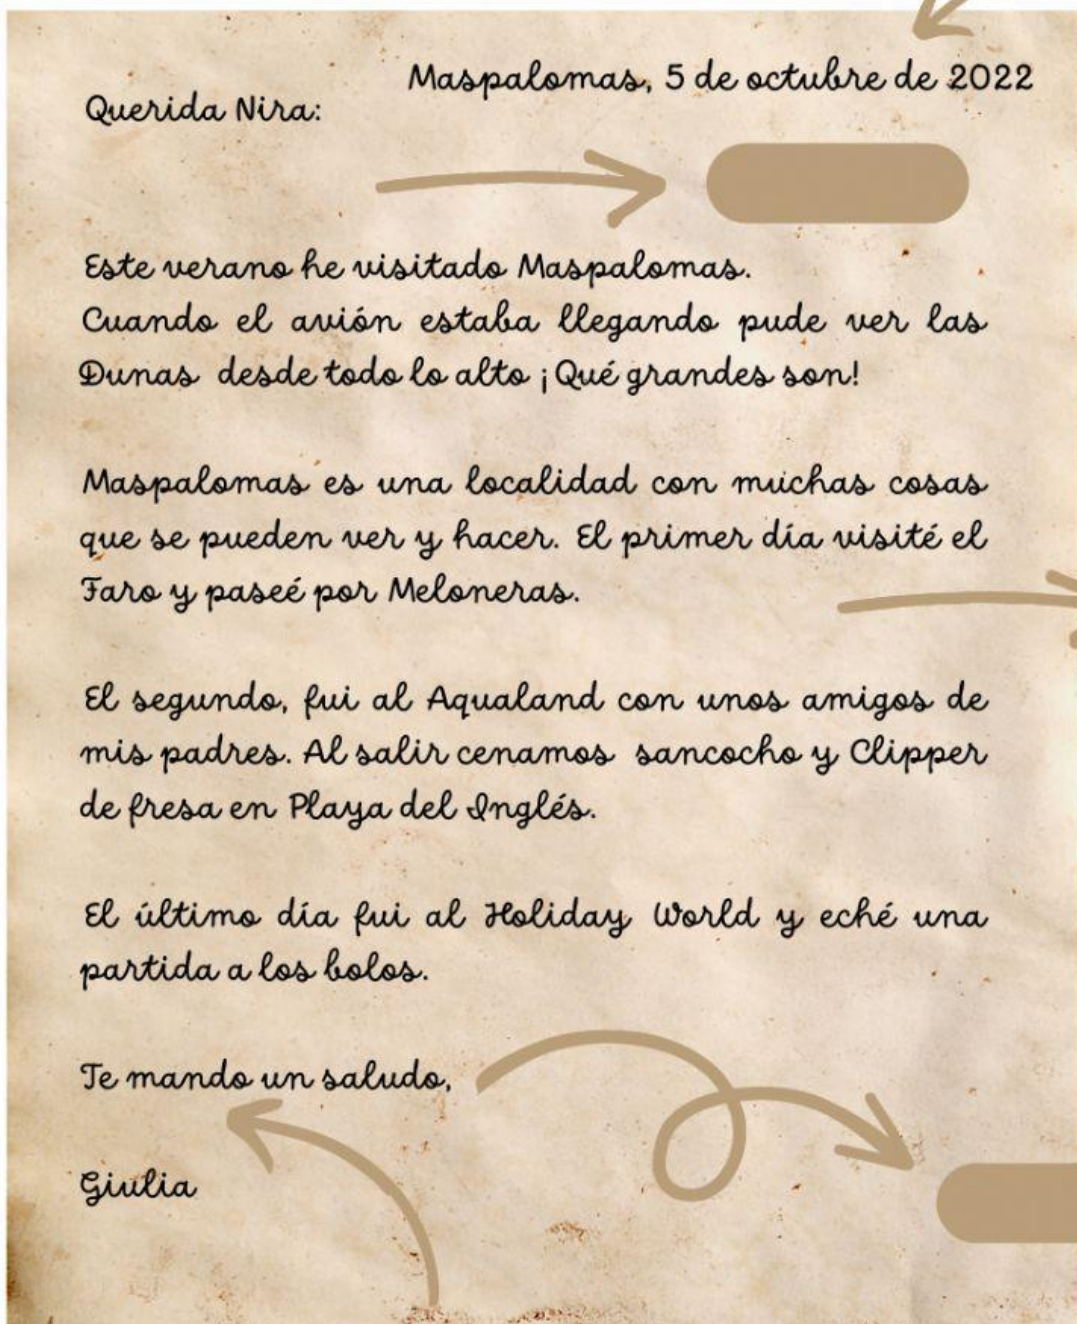 Maspalomas, 5 de octubre de 2022
Querida Nira:
Este verano he visitado Maspalomas.
Cuando el avión estaba llegando pude ver las
Dunas desde todo lo alto ¡Qué grandes son!
Maspalomas es una localidad con muchas cosas
que se pueden ver y hacer. El primer día visité el
Faro y paseé por Meloneras.
El segundo, fui al Aqualand con unos amigos de
mis padres. Al salir cenamos sancocho y Clipper
de fresa en Playa del Inglés.
El último día fui al Holiday World y eché una
partida a los bolos.
Te mando un saludo,
Giulia